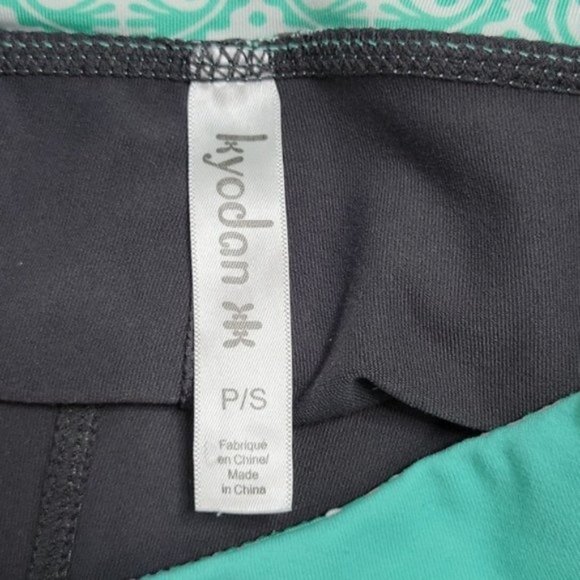 kyodan
P/S
Fabriqué
en Chine/
Made
in China